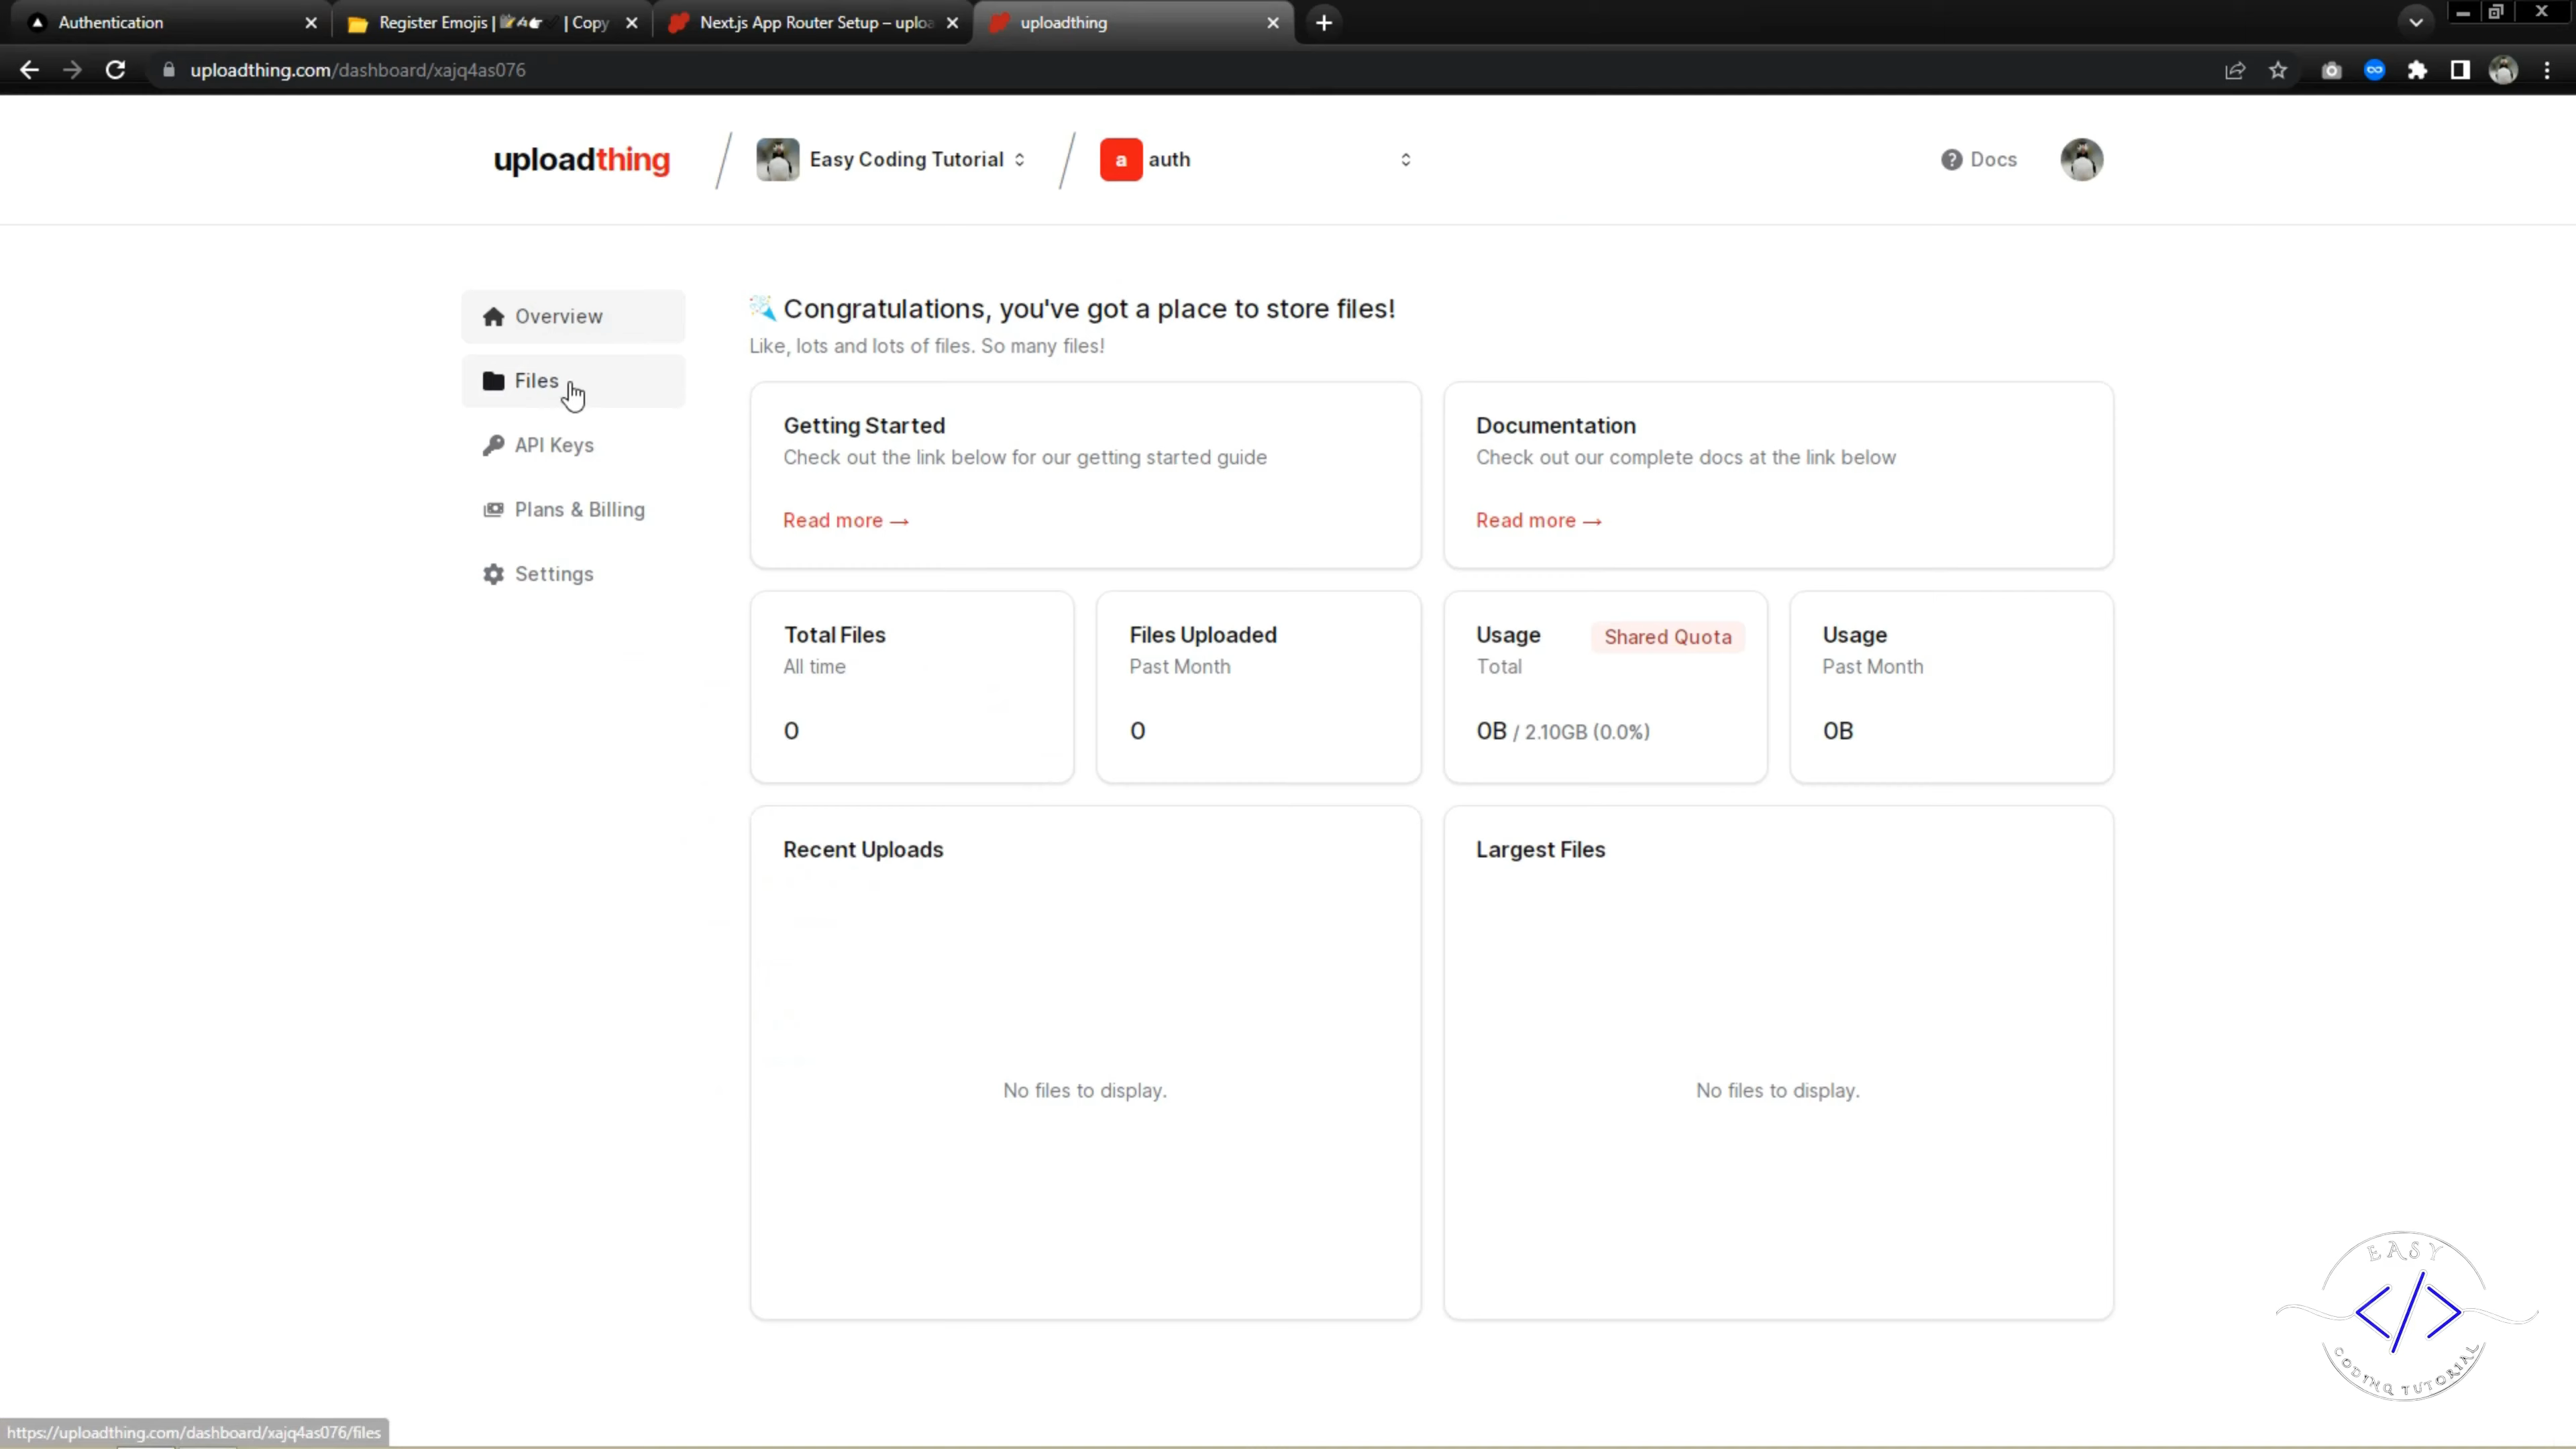 Authentication
Register Emojis | 📝✍👉✔ | Copy
Next.js App Router Setup – uploa
uploadthing
uploadthing.com/dashboard/xajq4as076
uploadthing
Easy Coding Tutorial
a auth
Docs
Overview
Files
API Keys
Plans & Billing
Settings
🎉 Congratulations, you've got a place to store files!
Like, lots and lots of files. So many files!
Getting Started
Check out the link below for our getting started guide
Read more →
Documentation
Check out our complete docs at the link below
Read more →
Total Files
All time
0
Files Uploaded
Past Month
0
Usage
Shared Quota
Total
0B / 2.10GB (0.0%)
Usage
Past Month
0B
Recent Uploads
No files to display.
Largest Files
No files to display.
EASY
</>
CODING TUTORIAL
https://uploadthing.com/dashboard/xajq4as076/files